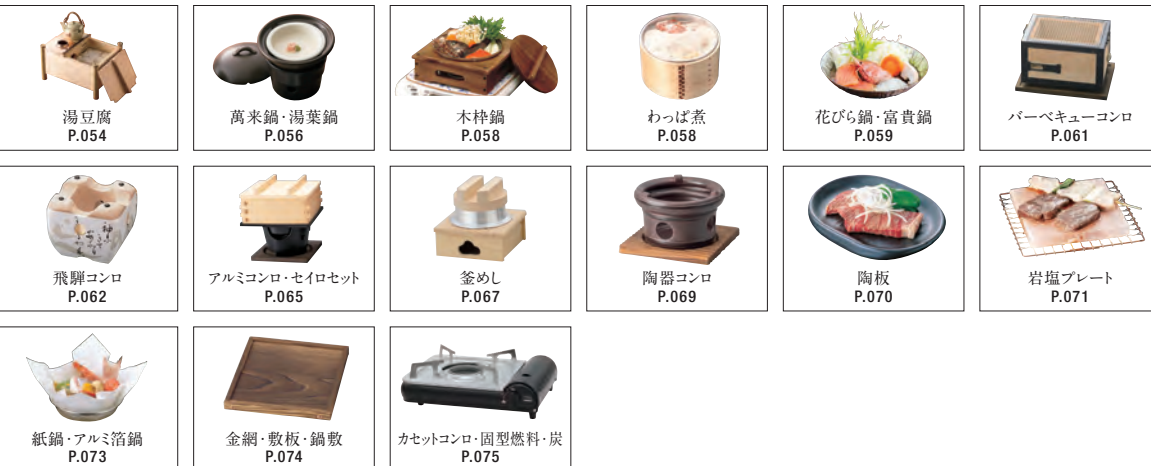 湯豆腐
P.054
萬来鍋・湯葉鍋
P.056
木枠鍋
P.058
わっぱ煮
P.058
花びら鍋・富貴鍋
P.059
バーベキューコンロ
P.061
飛騨コンロ
P.062
アルミコンロ・セイロセット
P.065
釜めし
P.067
陶器コンロ
P.069
陶板
P.070
岩塩プレート
P.071
紙鍋・アルミ箔鍋
P.073
金網・敷板・鍋敷
P.074
カセットコンロ・固型燃料・炭
P.075